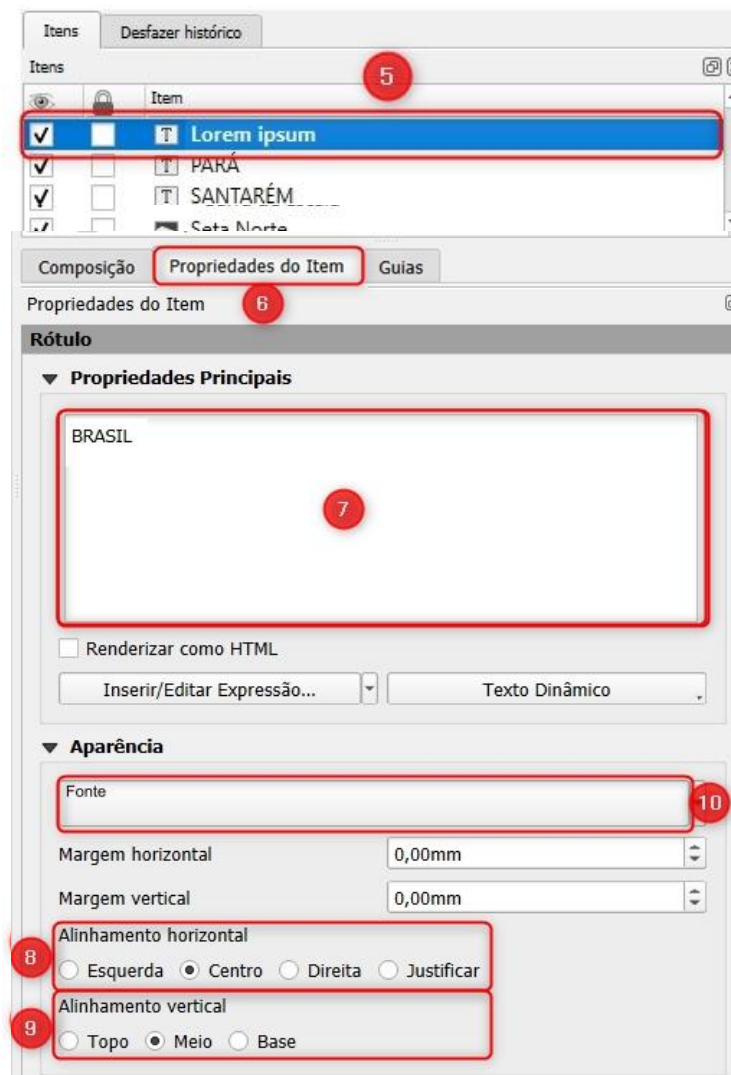 Itens Desfazer histórico
Itens
5
Item
Lorem ipsum
PARÁ
SANTARÉM
Seta Norte
Composição Propriedades do Item Guias
Propriedades do Item 6
Rótulo
Propriedades Principais
BRASIL
7
Renderizar como HTML
Inserir/Editar Expressão... Texto Dinâmico
Aparência
Fonte 10
Margem horizontal 0,00mm
Margem vertical 0,00mm
Alinhamento horizontal
8
Esquerda Centro Direita Justificar
Alinhamento vertical
9
Topo Meio Base